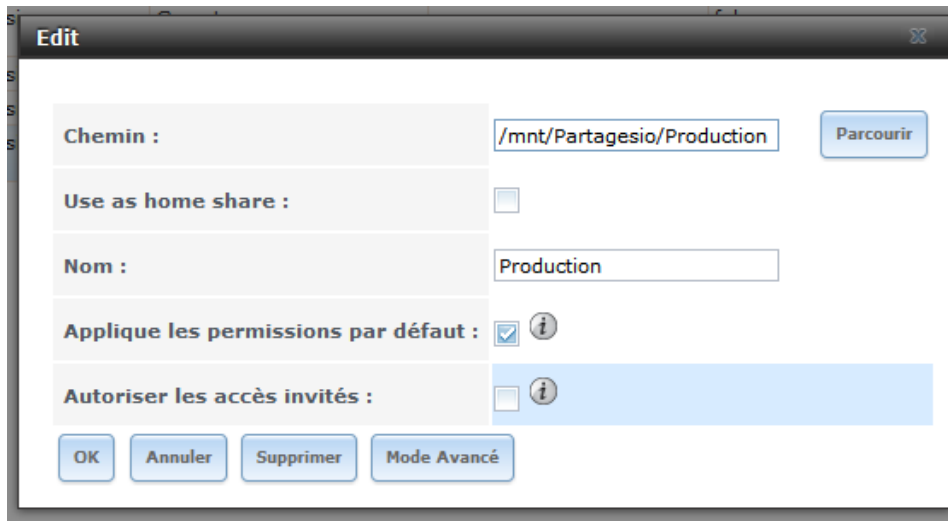 Edit
Chemin :
/mnt/Partagesio/Production
Parcourir
Use as home share :
Nom :
Production
Applique les permissions par défaut :
Autoriser les accès invités :
OK
Annuler
Supprimer
Mode Avancé